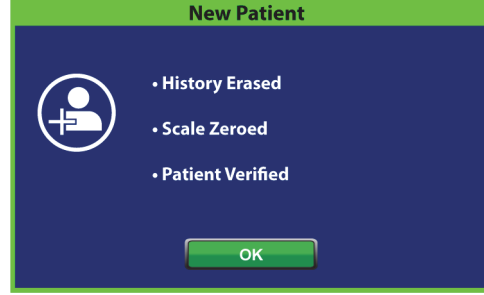 New Patient
• History Erased
• Scale Zeroed
• Patient Verified
OK